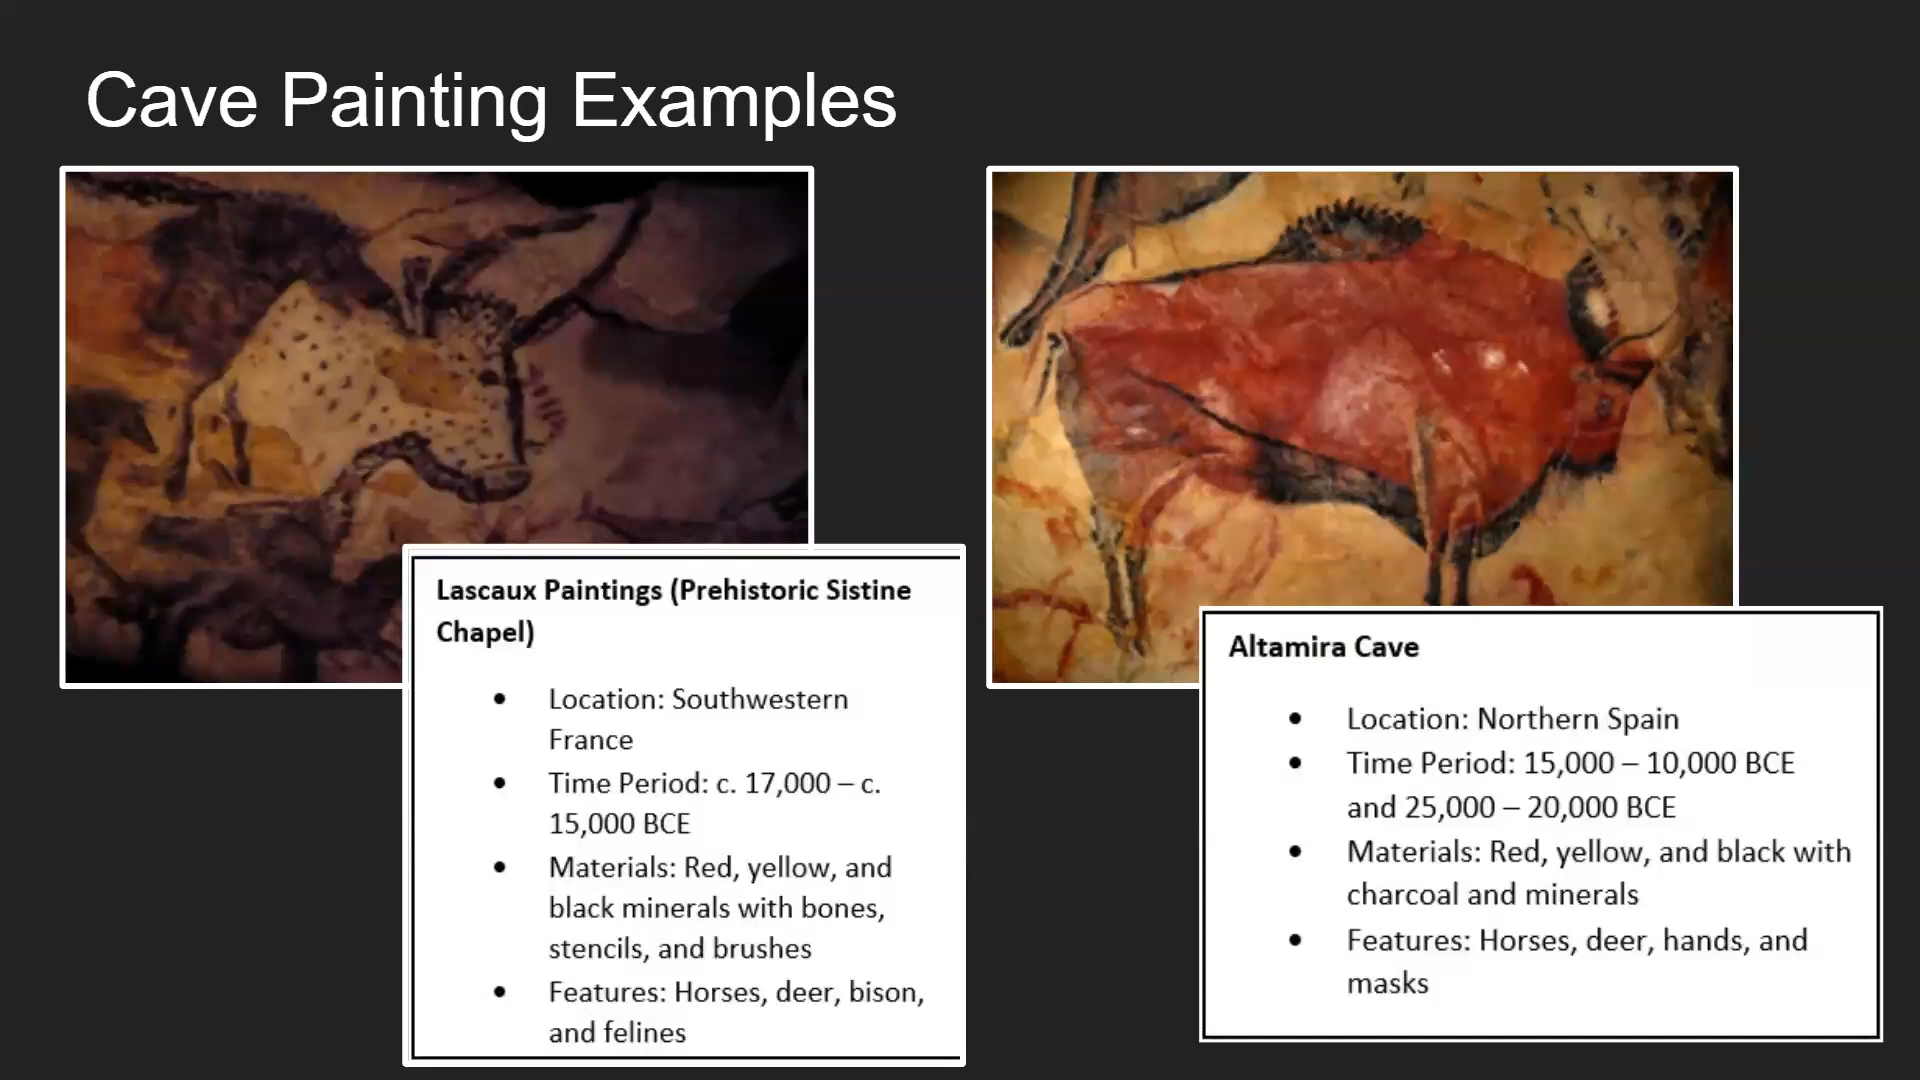 Cave Painting Examples
Lascaux Paintings (Prehistoric Sistine
Chapel)
• Location: Southwestern
France
• Time Period: c. 17,000 – c.
15,000 BCE
• Materials: Red, yellow, and
black minerals with bones,
stencils, and brushes
• Features: Horses, deer, bison,
and felines
Altamira Cave
• Location: Northern Spain
• Time Period: 15,000 – 10,000 BCE
and 25,000 – 20,000 BCE
• Materials: Red, yellow, and black with
charcoal and minerals
• Features: Horses, deer, hands, and
masks